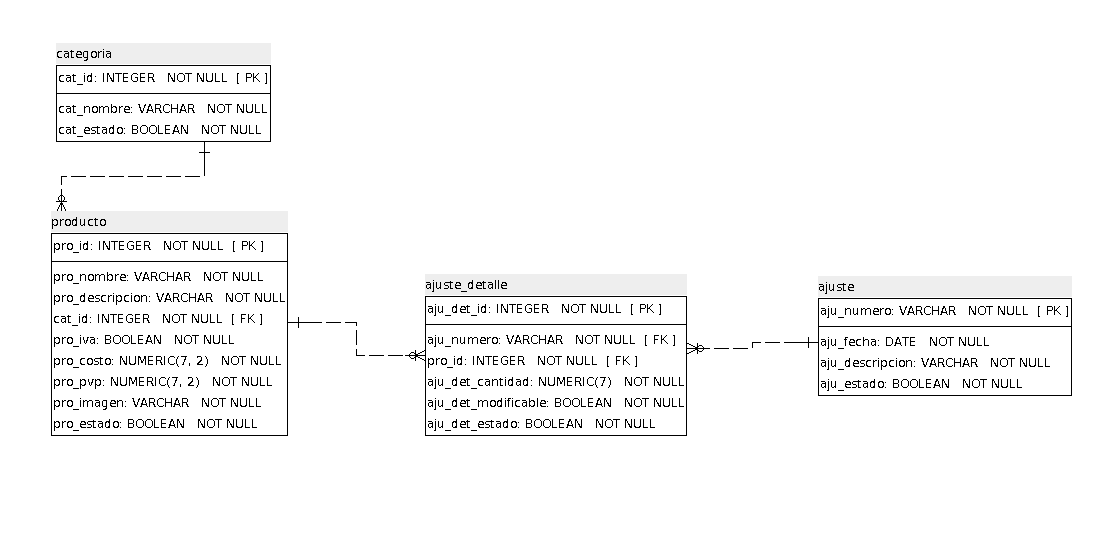 categoria
cat_id: INTEGER NOT NULL [ PK ]
cat_nombre: VARCHAR NOT NULL
cat_estado: BOOLEAN NOT NULL
producto
pro_id: INTEGER NOT NULL [ PK ]
pro_nombre: VARCHAR NOT NULL
pro_descripcion: VARCHAR NOT NULL
cat_id: INTEGER NOT NULL [ FK ]
pro_iva: BOOLEAN NOT NULL
pro_costo: NUMERIC(7, 2) NOT NULL
pro_pvp: NUMERIC(7, 2) NOT NULL
pro_imagen: VARCHAR NOT NULL
pro_estado: BOOLEAN NOT NULL
ajuste_detalle
aju_det_id: INTEGER NOT NULL [ PK ]
aju_numero: VARCHAR NOT NULL [ FK ]
pro_id: INTEGER NOT NULL [ FK ]
aju_det_cantidad: NUMERIC(7) NOT NULL
aju_det_modificable: BOOLEAN NOT NULL
aju_det_estado: BOOLEAN NOT NULL
ajuste
aju_numero: VARCHAR NOT NULL [ PK ]
aju_fecha: DATE NOT NULL
aju_descripcion: VARCHAR NOT NULL
aju_estado: BOOLEAN NOT NULL